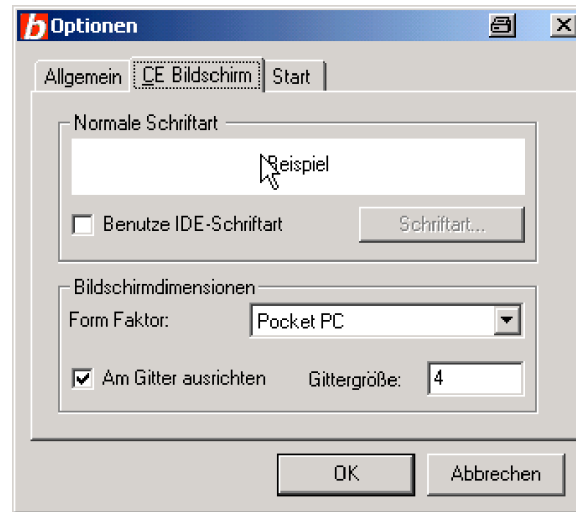 b Optionen
Allgemein CE Bildschirm Start
Normale Schriftart
Beispiel
Benutze IDE-Schriftart Schriftart...
Bildschirmdimensionen
Form Faktor: Pocket PC
Am Gitter ausrichten Gittergröße: 4
OK Abbrechen